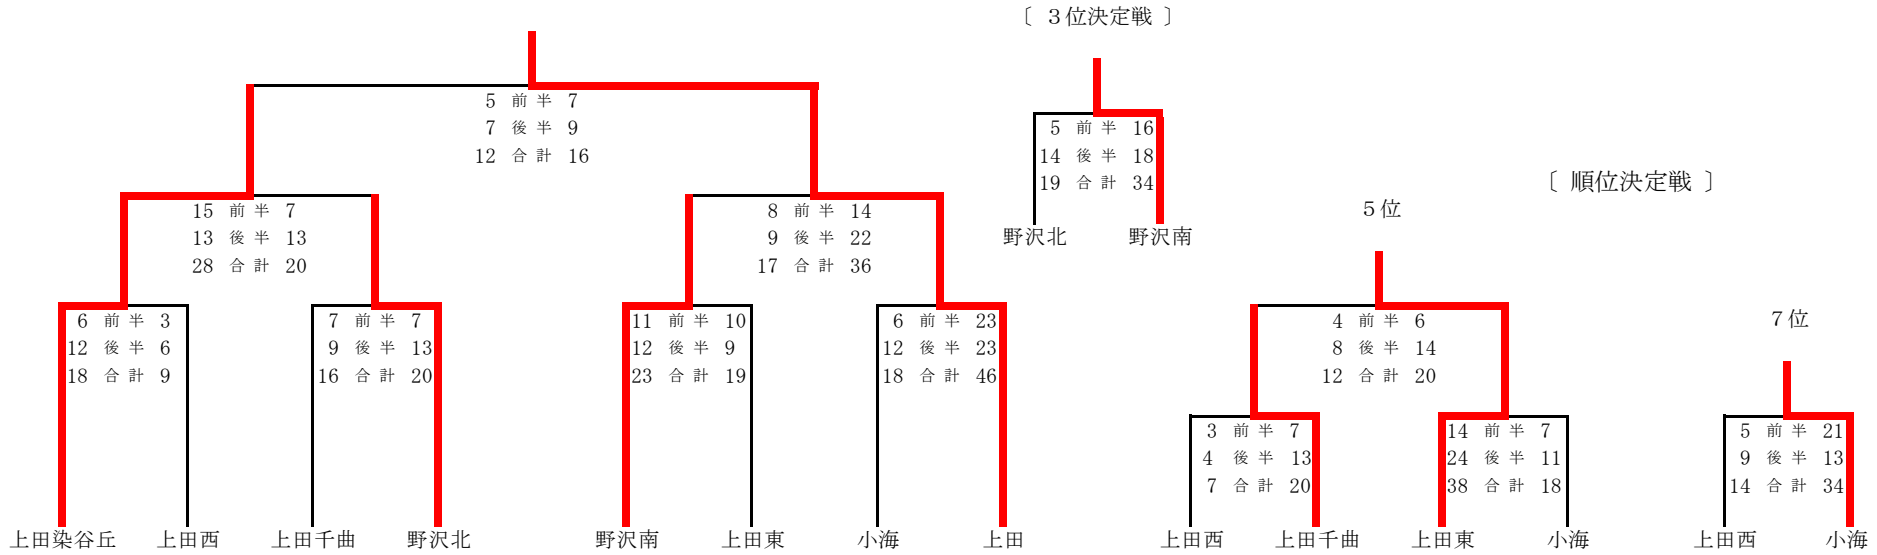 〔 ３位決定戦 〕
5 前半 7
7 後半 9
12 合計 16
5 前半 16
14 後半 18
19 合計 34
野沢北 野沢南
〔 順位決定戦 〕
15 前半 7
13 後半 13
28 合計 20
8 前半 14
9 後半 22
17 合計 36
５位
6 前半 3
12 後半 6
18 合計 9
7 前半 7
9 後半 13
16 合計 20
11 前半 10
12 後半 9
23 合計 19
6 前半 23
12 後半 23
18 合計 46
4 前半 6
8 後半 14
12 合計 20
７位
3 前半 7
4 後半 13
7 合計 20
14 前半 7
24 後半 11
38 合計 18
5 前半 21
9 後半 13
14 合計 34
上田染谷丘 上田西 上田千曲 野沢北 野沢南 上田東 小海 上田 上田西 上田千曲 上田東 小海 上田西 小海